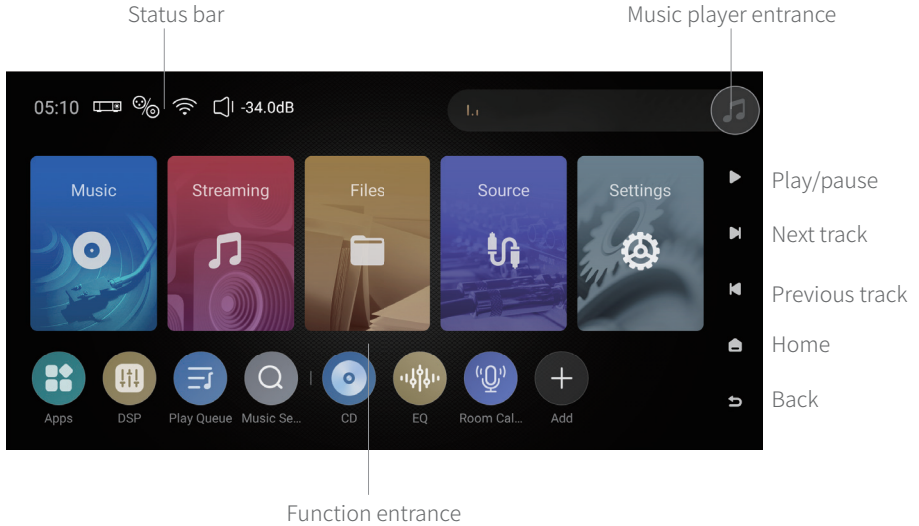 Status bar
Music player entrance
05:10
-34.0dB
Music
Streaming
Files
Source
Settings
Play/pause
Next track
Previous track
Home
Back
Apps
DSP
Play Queue
Music Se...
CD
EQ
Room Cal...
Add
Function entrance